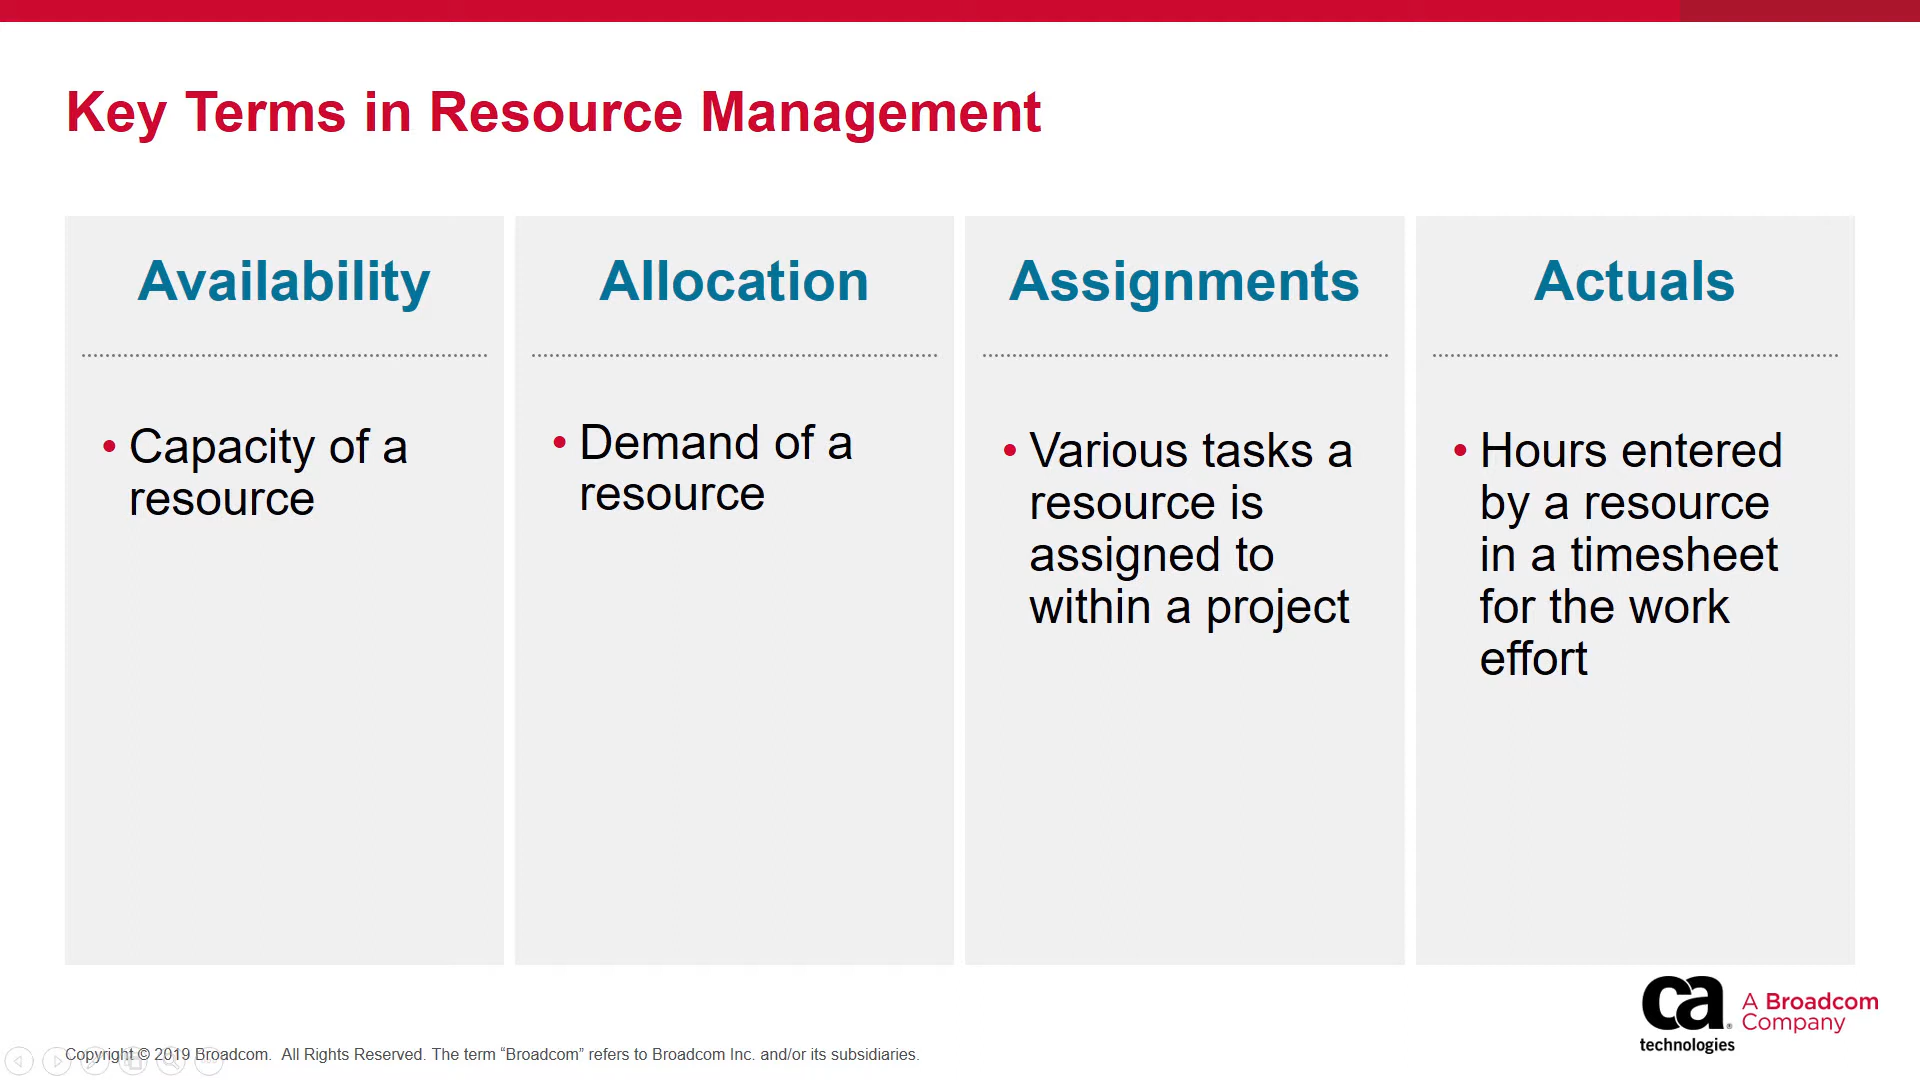 Key Terms in Resource Management
Availability
• Capacity of a
resource
Allocation
• Demand of a
resource
Assignments
• Various tasks a
resource is
assigned to
within a project
Actuals
• Hours entered
by a resource
in a timesheet
for the work
effort
ca
technologies
A Broadcom
Company
Copyright © 2019 Broadcom.  All Rights Reserved. The term “Broadcom” refers to Broadcom Inc. and/or its subsidiaries.